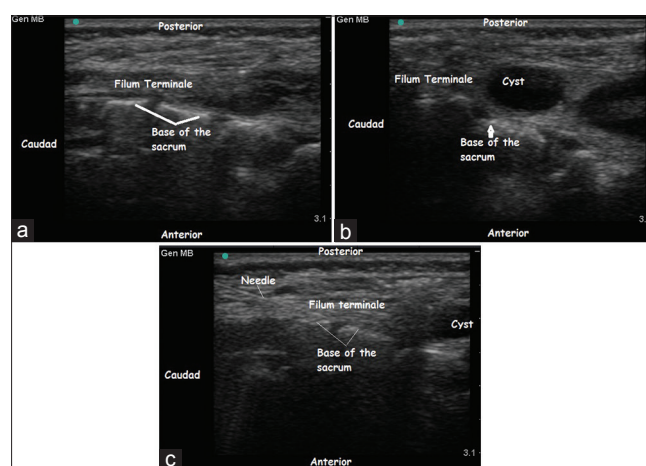 Gen MB
Posterior
Filum Terminale
Base of the
sacrum
Caudad
3.1
Anterior
a
Gen MB
Posterior
Filum Terminale
Cyst
Caudad
Base of the
sacrum
3.
Anterior
b
Gen MB
Posterior
Needle
Filum terminale
Cyst
Base of the
sacrum
Caudad
3.1
Anterior
c